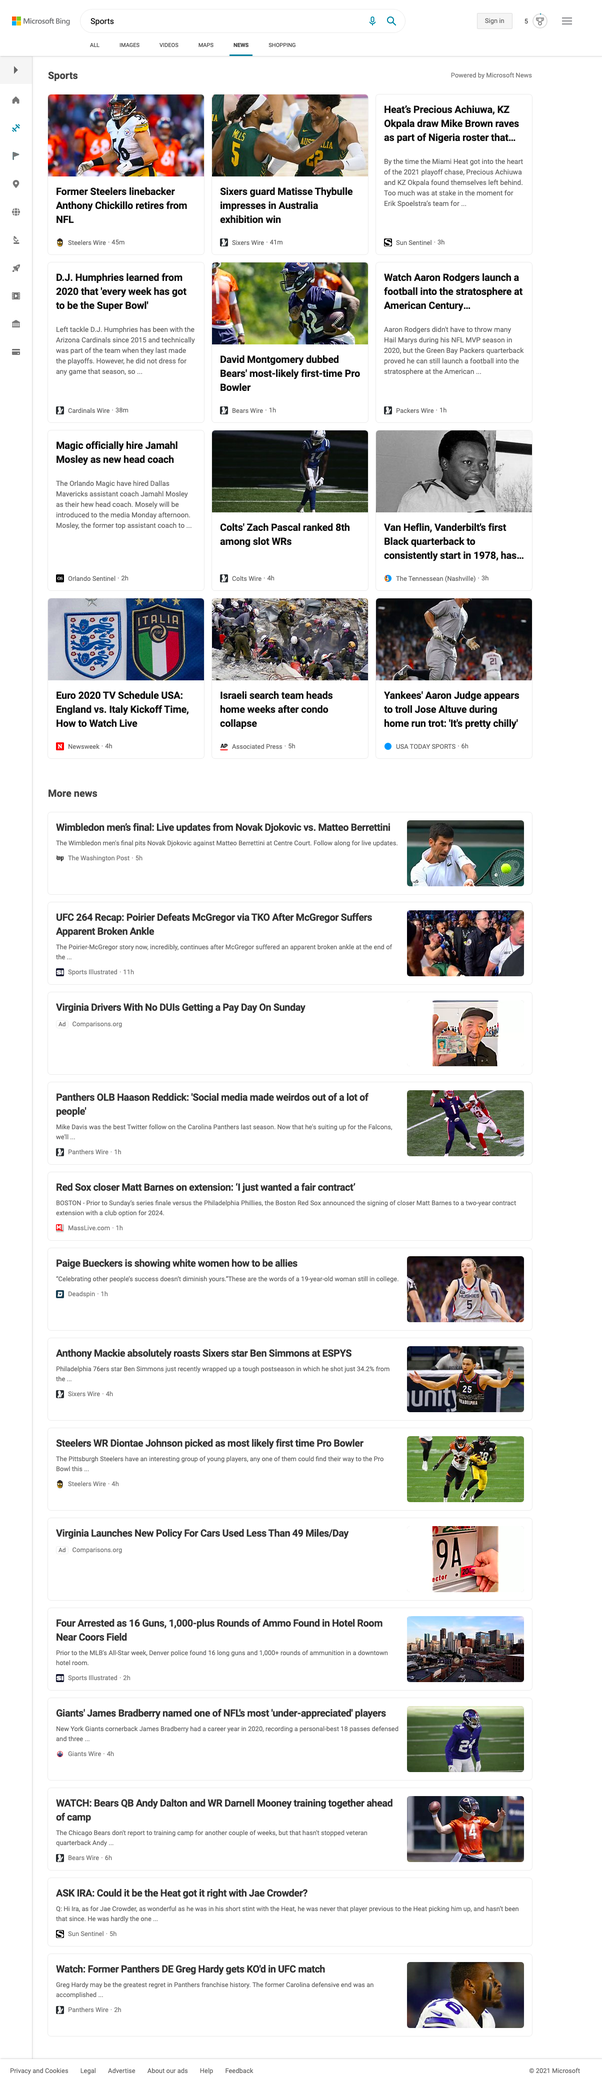 Microsoft Bing
Sports
Sign in
5
ALL
IMAGES
VIDEOS
MAPS
NEWS
SHOPPING
Sports
Powered by Microsoft News
Former Steelers linebacker
Anthony Chickillo retires from
NFL
Steelers Wire · 45m
Sixers guard Matisse Thybulle
impresses in Australia
exhibition win
Sixers Wire · 41m
Heat's Precious Achiuwa, KZ
Okpala draw Mike Brown raves
as part of Nigeria roster that...
By the time the Miami Heat got into the heart
of the 2021 playoff chase, Precious Achiuwa
and KZ Okpala found themselves left behind.
Too much was at stake in the moment for
Erik Spoelstra's team for ...
Sun Sentinel · 3h
D.J. Humphries learned from
2020 that 'every week has got
to be the Super Bowl'
Left tackle D.J. Humphries has been with the
Arizona Cardinals since 2015 and technically
was part of the team when they last made
the playoffs. However, he did not dress for
any game that season, so ...
Cardinals Wire · 38m
David Montgomery dubbed
Bears' most-likely first-time Pro
Bowler
Bears Wire · 1h
Watch Aaron Rodgers launch a
football into the stratosphere at
American Century...
Aaron Rodgers didn't have to throw many
Hail Marys during his NFL MVP season in
2020, but the Green Bay Packers quarterback
proved he can still launch a football into the
stratosphere at the American ...
Packers Wire · 1h
Magic officially hire Jamahl
Mosley as new head coach
The Orlando Magic have hired Dallas
Mavericks assistant coach Jamahl Mosley
as their hew head coach. Mosely will be
introduced to the media Monday afternoon.
Mosley, the former top assistant coach to ...
Orlando Sentinel · 2h
Colts' Zach Pascal ranked 8th
among slot WRs
Colts Wire · 4h
Van Heflin, Vanderbilt's first
Black quarterback to
consistently start in 1978, has...
The Tennessean (Nashville) · 3h
ITALIA
Euro 2020 TV Schedule USA:
England vs. Italy Kickoff Time,
How to Watch Live
Newsweek · 4h
Israeli search team heads
home weeks after condo
collapse
Associated Press · 5h
Yankees' Aaron Judge appears
to troll Jose Altuve during
home run trot: 'It's pretty chilly'
USA TODAY SPORTS · 6h
More news
Wimbledon men's final: Live updates from Novak Djokovic vs. Matteo Berrettini
The Wimbledon men's final pits Novak Djokovic against Matteo Berrettini at Centre Court. Follow along for live updates.
The Washington Post · 5h
UFC 264 Recap: Poirier Defeats McGregor via TKO After McGregor Suffers
Apparent Broken Ankle
The Poirier-McGregor story now, incredibly, continues after McGregor suffered an apparent broken ankle at the end of
the ...
Sports Illustrated · 11h
Virginia Drivers With No DUIs Getting a Pay Day On Sunday
Ad Comparisons.org
Panthers OLB Haason Reddick: 'Social media made weirdos out of a lot of
people'
Mike Davis was the best Twitter follow on the Carolina Panthers last season. Now that he's suiting up for the Falcons,
we'll ...
Panthers Wire · 1h
Red Sox closer Matt Barnes on extension: 'I just wanted a fair contract'
BOSTON - Prior to Sunday's series finale versus the Philadelphia Phillies, the Boston Red Sox announced the signing of closer Matt Barnes to a two-year contract
extension with a club option for 2024.
MassLive.com · 1h
Paige Bueckers is showing white women how to be allies
"Celebrating other people's success doesn't diminish yours."These are the words of a 19-year-old woman still in college.
Deadspin · 1h
Anthony Mackie absolutely roasts Sixers star Ben Simmons at ESPYS
Philadelphia 76ers star Ben Simmons just recently wrapped up a tough postseason in which he shot just 34.2% from
the ...
Sixers Wire · 4h
Steelers WR Diontae Johnson picked as most likely first time Pro Bowler
The Pittsburgh Steelers have an interesting group of young players, any one of them could find their way to the Pro
Bowl this ...
Steelers Wire · 4h
Virginia Launches New Policy For Cars Used Less Than 49 Miles/Day
Ad Comparisons.org
Four Arrested as 16 Guns, 1,000-plus Rounds of Ammo Found in Hotel Room
Near Coors Field
Prior to the MLB's All-Star week, Denver police found 16 long guns and 1,000+ rounds of ammunition in a downtown
hotel room.
Sports Illustrated · 2h
Giants' James Bradberry named one of NFL's most 'under-appreciated' players
New York Giants cornerback James Bradberry had a career year in 2020, recording a personal-best 18 passes defensed
and three ...
Giants Wire · 4h
WATCH: Bears QB Andy Dalton and WR Darnell Mooney training together ahead
of camp
The Chicago Bears don't report to training camp for another couple of weeks, but that hasn't stopped veteran
quarterback Andy ...
Bears Wire · 6h
ASK IRA: Could it be the Heat got it right with Jae Crowder?
Q: Hi Ira, as for Jae Crowder, as wonderful as he was in his short stint with the Heat, he was never that player previous to the Heat picking him up, and hasn't been
that since. He was hardly the one ...
Sun Sentinel · 5h
Watch: Former Panthers DE Greg Hardy gets KO'd in UFC match
Greg Hardy may be the greatest regret in Panthers franchise history. The former Carolina defensive end was an
accomplished ...
Panthers Wire · 2h
Privacy and Cookies
Legal
Advertise
About our ads
Help
Feedback
© 2021 Microsoft